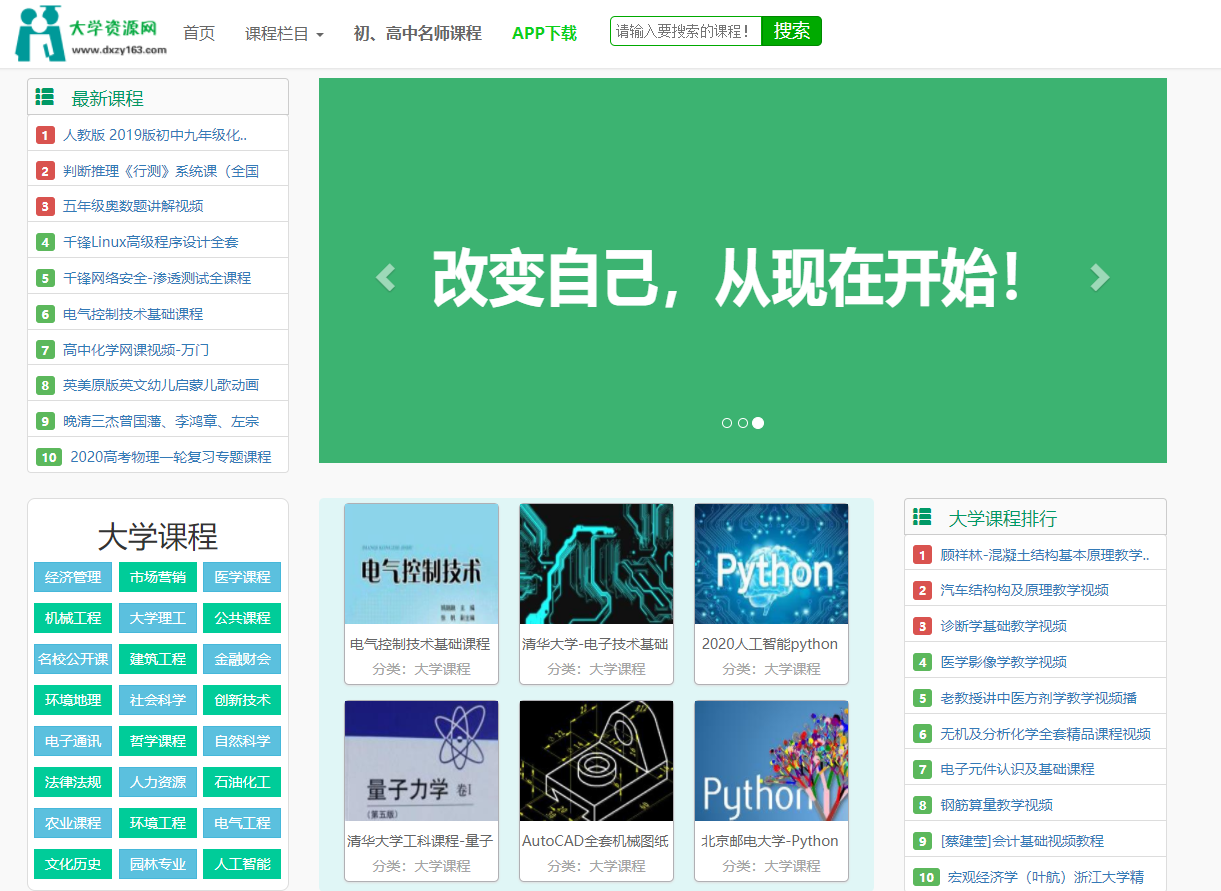 大学资源网
www.dxzy163.com
首页
课程栏目
初、高中名师课程
APP下载
请输入要搜索的课程！
搜索
最新课程
1 人教版 2019版初中九年级化..
2 判断推理《行测》系统课（全国
3 五年级奥数题讲解视频
4 千锋Linux高级程序设计全套
5 千锋网络安全-渗透测试全课程
6 电气控制技术基础课程
7 高中化学网课视频-万门
8 英美原版英文幼儿启蒙儿歌动画
9 晚清三杰曾国藩、李鸿章、左宗
10 2020高考物理一轮复习专题课程
改变自己，从现在开始！
大学课程
经济管理 市场营销 医学课程
机械工程 大学理工 公共课程
名校公开课 建筑工程 金融财会
环境地理 社会科学 创新技术
电子通讯 哲学课程 自然科学
法律法规 人力资源 石油化工
农业课程 环境工程 电气工程
文化历史 园林专业 人工智能
电气控制技术
电气控制技术基础课程
分类：大学课程
清华大学-电子技术基础
分类：大学课程
Python
2020人工智能python
分类：大学课程
量子力学 卷I
(第五版)
清华大学工科课程-量子
分类：大学课程
AutoCAD全套机械图纸
分类：大学课程
Python
北京邮电大学-Python
分类：大学课程
大学课程排行
1 顾祥林-混凝土结构基本原理教学..
2 汽车结构构及原理教学视频
3 诊断学基础教学视频
4 医学影像学教学视频
5 老教授讲中医方剂学教学视频播
6 无机及分析化学全套精品课程视频
7 电子元件认识及基础课程
8 钢筋算量教学视频
9 [蔡建莹]会计基础视频教程
10 宏观经济学（叶航）浙江大学精